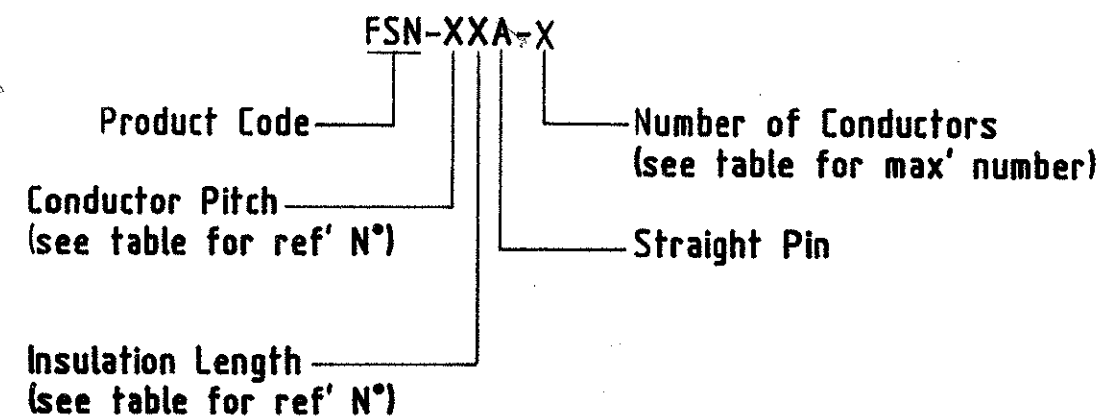 FSN-XXA-X
Product Code
Number of Conductors
(see table for max' number)
Conductor Pitch
(see table for ref' N°)
Straight Pin
Insulation Length
(see table for ref' N°)